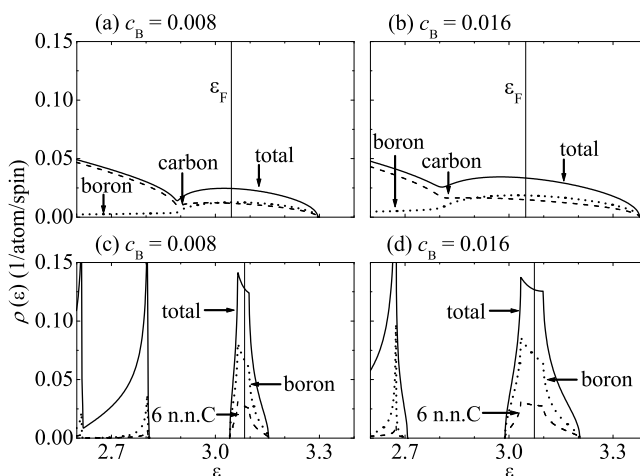 (a) c_B = 0.008
(b) c_B = 0.016
0.15
0.10
0.05
0.00
ε_F
ε_F
boron
carbon
total
boron
carbon
total
ρ(ε) (1/atom/spin)
(c) c_B = 0.008
(d) c_B = 0.016
0.15
0.10
0.05
0.00
total
boron
6 n.n.C
total
boron
6 n.n.C
2.7 3.0 3.3
2.7 3.0 3.3
ε
ε